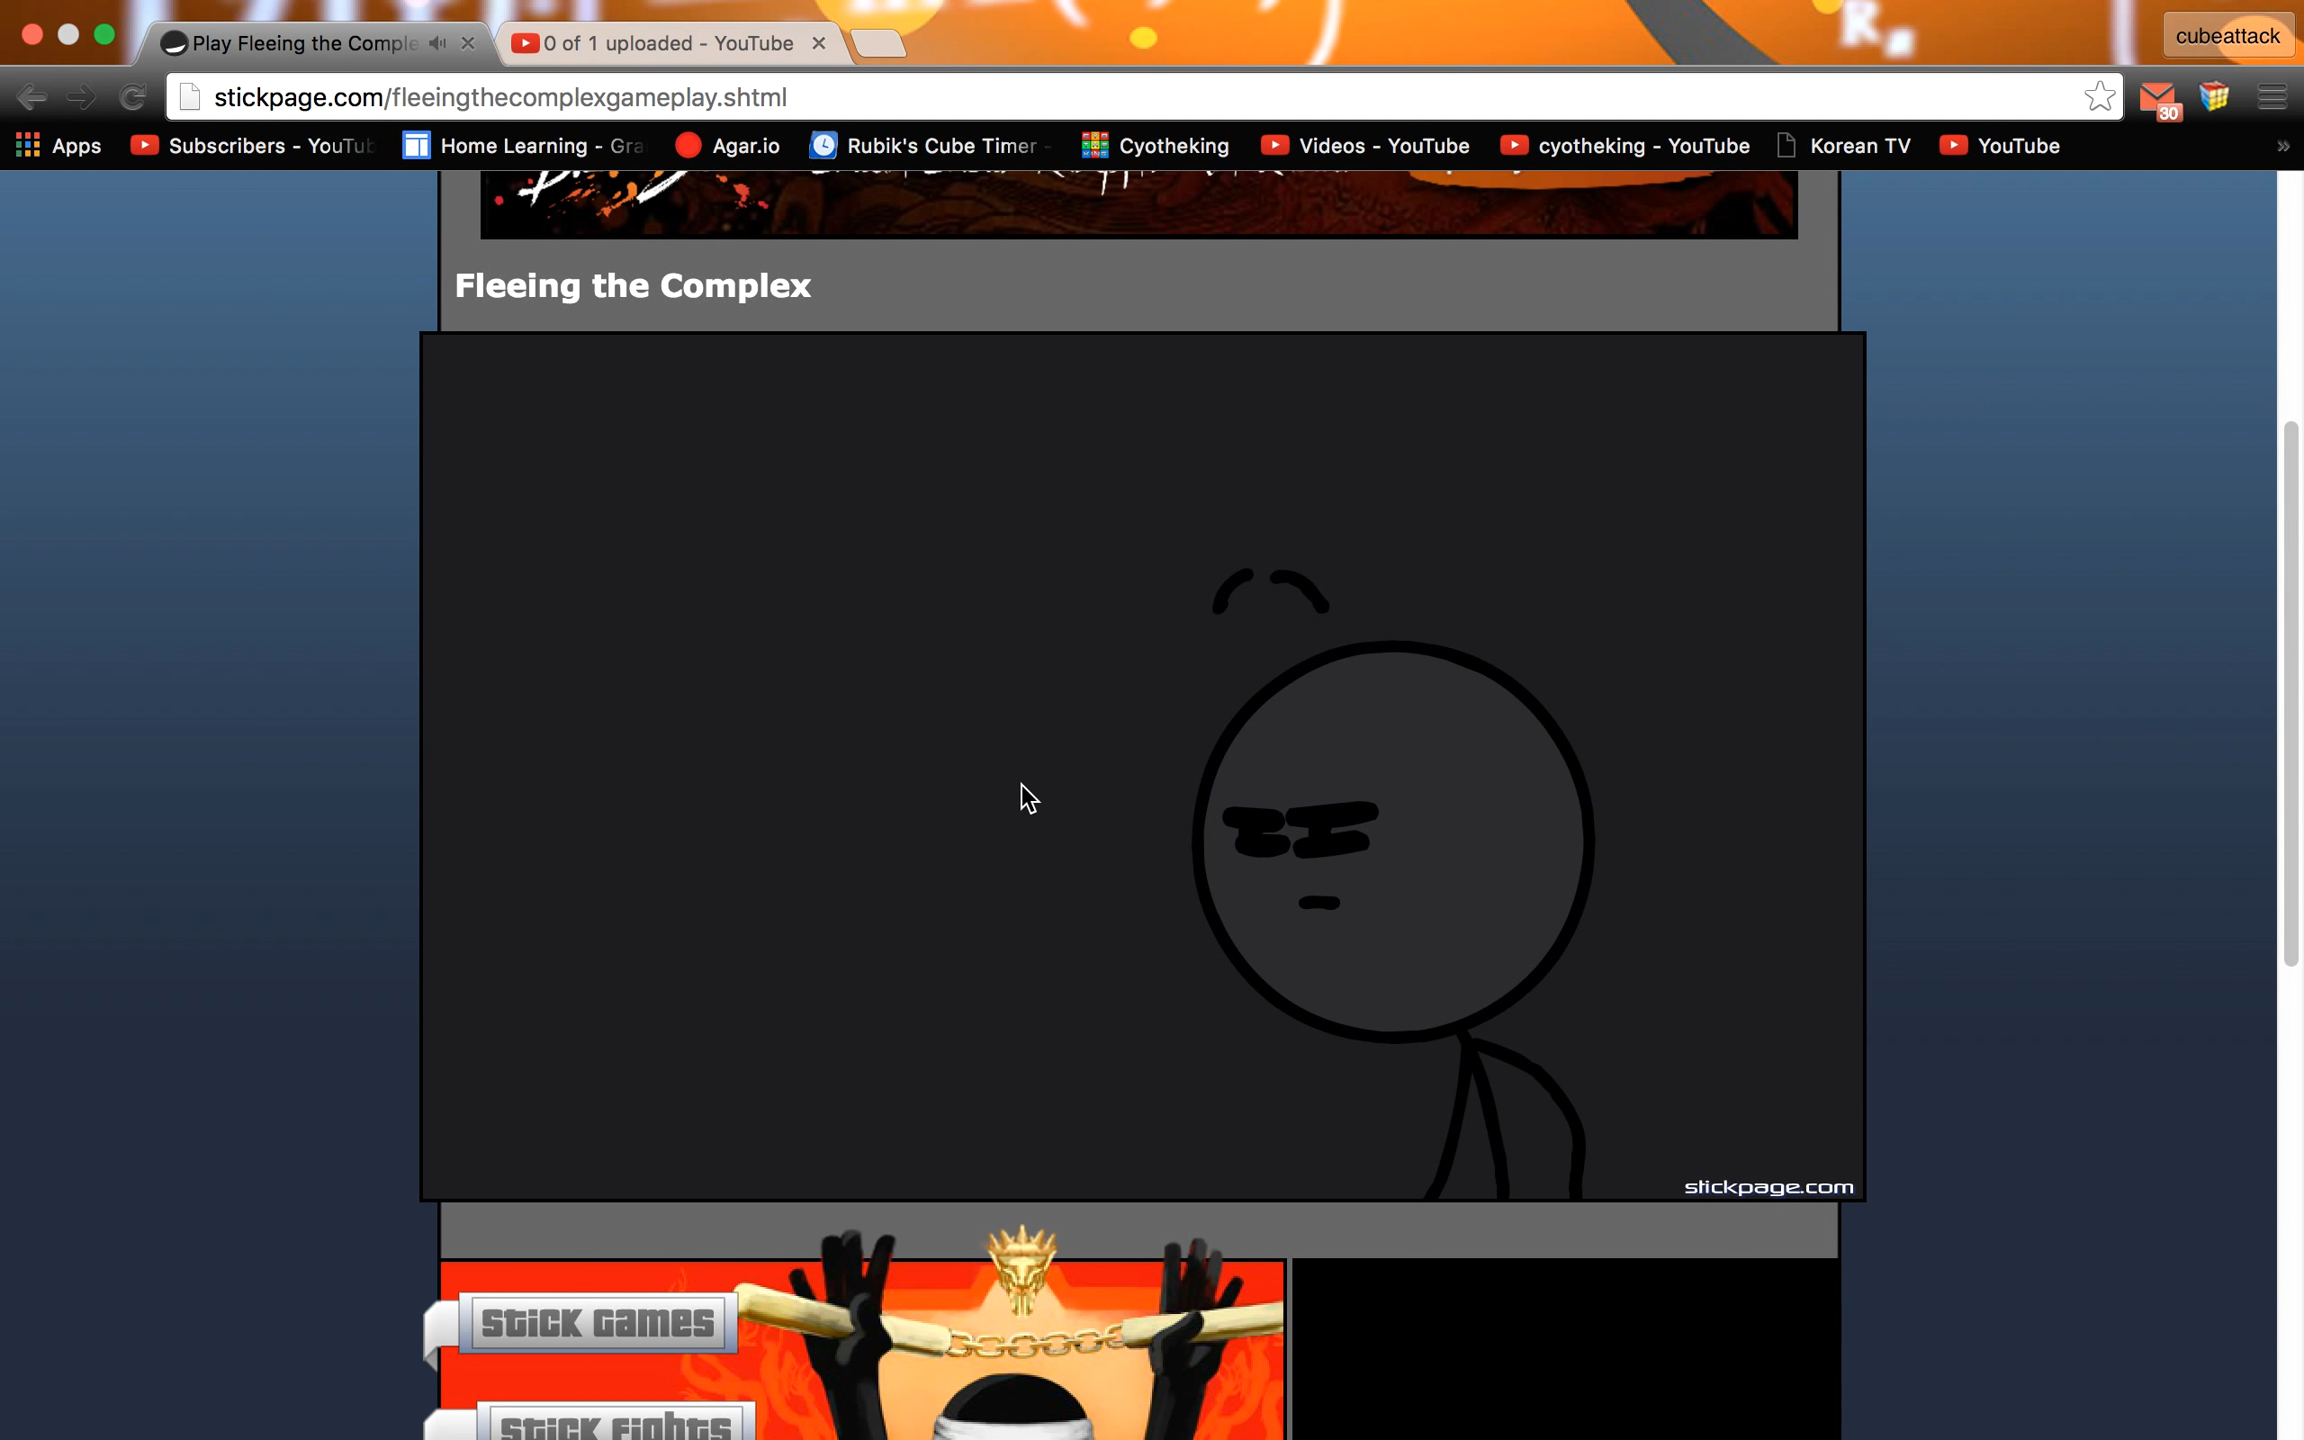 Play Fleeing the Comple
0 of 1 uploaded - YouTube
cubeattack
stickpage.com/fleeingthecomplexgameplay.shtml
30
Apps
Subscribers - YouTub
Home Learning - Gra
Agar.io
Rubik's Cube Timer -
Cyotheking
Videos - YouTube
cyotheking - YouTube
Korean TV
YouTube
»
Fleeing the Complex
stickpage.com
STICK GAMES
STICK FIGHTS